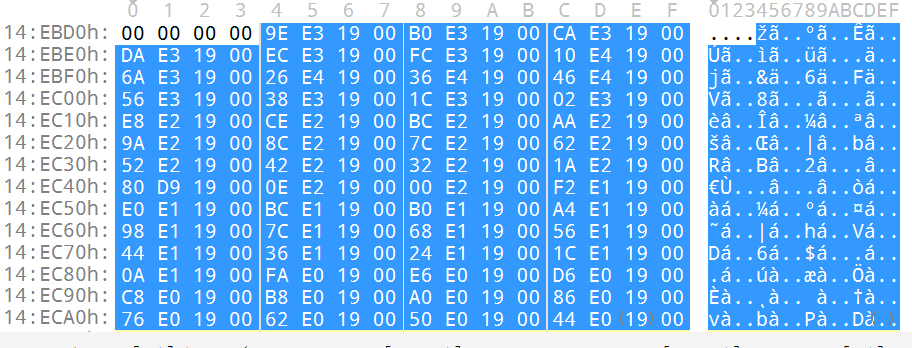 0 1 2 3 4 5 6 7 8 9 A B C D E F 0123456789ABCDEF
14:EBD0h: 00 00 00 00 9E E3 19 00 B0 E3 19 00 CA E3 19 00 ....žã..ºã..Êã..
14:EBE0h: DA E3 19 00 EC E3 19 00 FC E3 19 00 10 E4 19 00 Úã..ìã..üã...ä..
14:EBF0h: 6A E3 19 00 26 E4 19 00 36 E4 19 00 46 E4 19 00 jã..&ä..6ä..Fä..
14:EC00h: 56 E3 19 00 38 E3 19 00 1C E3 19 00 02 E3 19 00 Vã..8ã...ã...ã..
14:EC10h: E8 E2 19 00 CE E2 19 00 BC E2 19 00 AA E2 19 00 èâ..Îâ..¼â..ªâ..
14:EC20h: 9A E2 19 00 8C E2 19 00 7C E2 19 00 62 E2 19 00 šâ..Œâ..|â..bâ..
14:EC30h: 52 E2 19 00 42 E2 19 00 32 E2 19 00 1A E2 19 00 Râ..Bâ..2â...â..
14:EC40h: 80 D9 19 00 0E E2 19 00 00 E2 19 00 F2 E1 19 00 €Ù...â...â..òá..
14:EC50h: E0 E1 19 00 BC E1 19 00 B0 E1 19 00 A4 E1 19 00 àá..¼á..ºá..¤á..
14:EC60h: 98 E1 19 00 7C E1 19 00 68 E1 19 00 56 E1 19 00 ˜á..|á..há..Vá..
14:EC70h: 44 E1 19 00 36 E1 19 00 24 E1 19 00 1C E1 19 00 Dá..6á..$á...á..
14:EC80h: 0A E1 19 00 FA E0 19 00 E6 E0 19 00 D6 E0 19 00 .á..úà..æà..Öà..
14:EC90h: C8 E0 19 00 B8 E0 19 00 A0 E0 19 00 86 E0 19 00 Èà..¸à.. à..†à..
14:ECA0h: 76 E0 19 00 62 E0 19 00 50 E0 19 00 44 E0 (19) 00 và..bà..Pà..Dà(.).